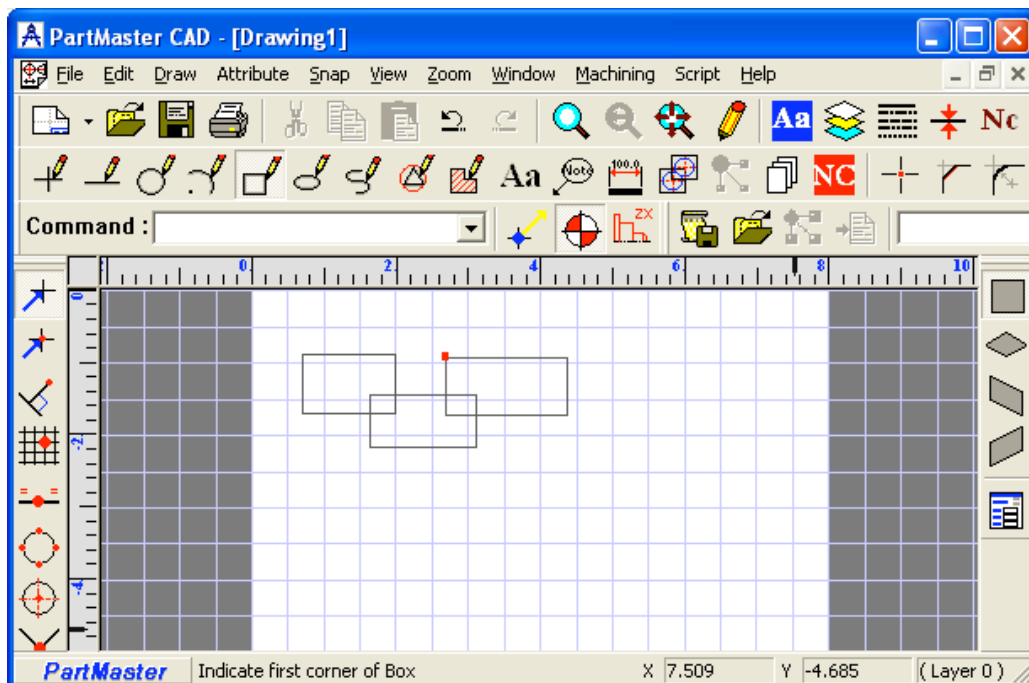 PartMaster CAD - [Drawing1]
File Edit Draw Attribute Snap View Zoom Window Machining Script Help
Aa Nc
Aa Note 100.0 NC
Command : ZX
0. 2. 4 6. 8 10
0
-2.
-4.
PartMaster Indicate first corner of Box X 7.509 Y -4.685 ( Layer 0 )